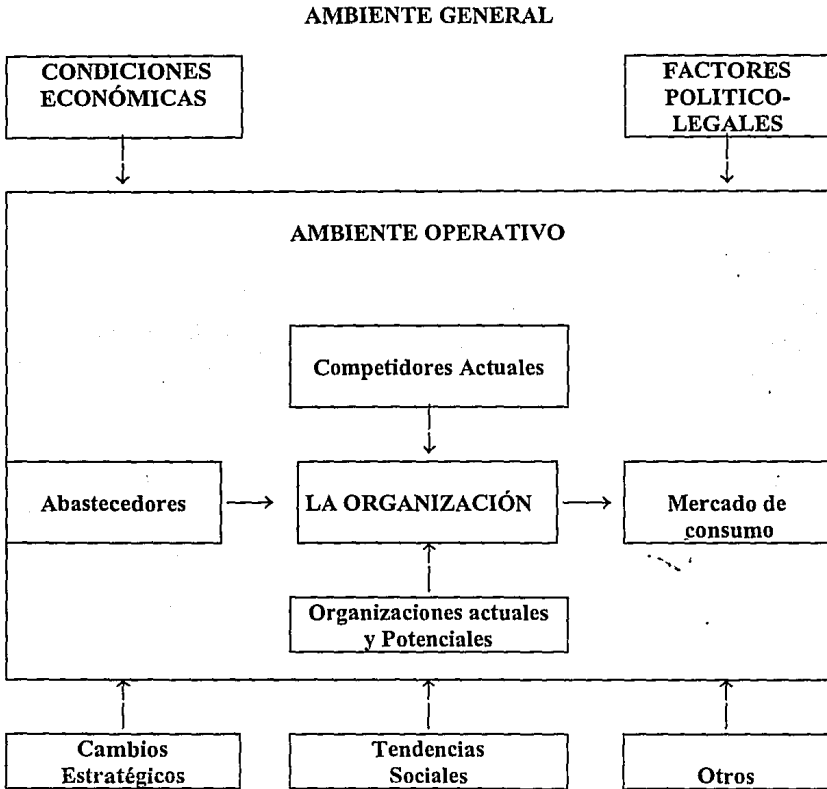 AMBIENTE GENERAL
CONDICIONES
ECONÓMICAS
FACTORES
POLITICO-
LEGALES
AMBIENTE OPERATIVO
Competidores Actuales
Abastecedores
LA ORGANIZACIÓN
Mercado de
consumo
Organizaciones actuales
y Potenciales
Cambios
Estratégicos
Tendencias
Sociales
Otros